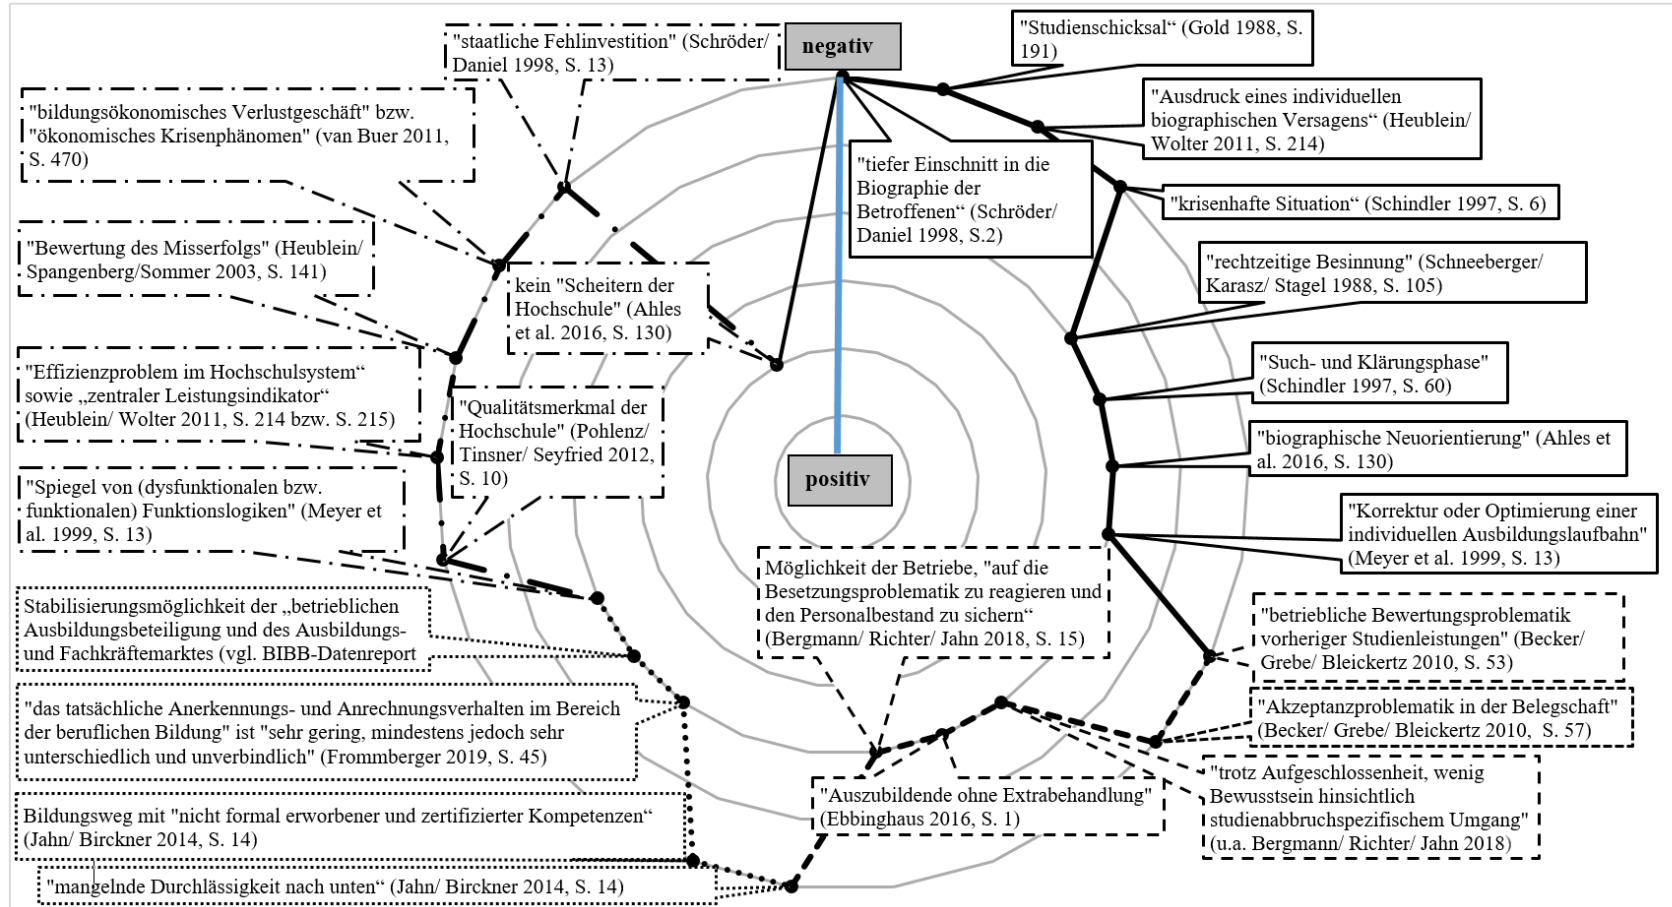 negativ
positiv
"Studienschicksal“ (Gold 1988, S.
191)
"Ausdruck eines individuellen
biographischen Versagens“ (Heublein/
Wolter 2011, S. 214)
"tiefer Einschnitt in die
Biographie der
Betroffenen“ (Schröder/
Daniel 1998, S.2)
"krisenhafte Situation“ (Schindler 1997, S. 6)
"rechtzeitige Besinnung" (Schneeberger/
Karasz/ Stagel 1988, S. 105)
"Such- und Klärungsphase"
(Schindler 1997, S. 60)
"biographische Neuorientierung" (Ahles et
al. 2016, S. 130)
"Korrektur oder Optimierung einer
individuellen Ausbildungslaufbahn"
(Meyer et al. 1999, S. 13)
"betriebliche Bewertungsproblematik
vorheriger Studienleistungen" (Becker/
Grebe/ Bleickertz 2010, S. 53)
"Akzeptanzproblematik in der Belegschaft"
(Becker/ Grebe/ Bleickertz 2010, S. 57)
"trotz Aufgeschlossenheit, wenig
Bewusstsein hinsichtlich
studienabbruchspezifischem Umgang"
(u.a. Bergmann/ Richter/ Jahn 2018)
"Auszubildende ohne Extrabehandlung"
(Ebbinghaus 2016, S. 1)
Möglichkeit der Betriebe, "auf die
Besetzungsproblematik zu reagieren und
den Personalbestand zu sichern“
(Bergmann/ Richter/ Jahn 2018, S. 15)
"mangelnde Durchlässigkeit nach unten“ (Jahn/ Birckner 2014, S. 14)
Bildungsweg mit "nicht formal erworbener und zertifizierter Kompetenzen“
(Jahn/ Birckner 2014, S. 14)
"das tatsächliche Anerkennungs- und Anrechnungsverhalten im Bereich
der beruflichen Bildung" ist "sehr gering, mindestens jedoch sehr
unterschiedlich und unverbindlich" (Frommberger 2019, S. 45)
Stabilisierungsmöglichkeit der „betrieblichen
Ausbildungsbeteiligung und des Ausbildungs-
und Fachkräftemarktes (vgl. BIBB-Datenreport
"Spiegel von (dysfunktionalen bzw.
funktionalen) Funktionslogiken" (Meyer et
al. 1999, S. 13)
"Qualitätsmerkmal der
Hochschule" (Pohlenz/
Tinsner/ Seyfried 2012,
S. 10)
"Effizienzproblem im Hochschulsystem“
sowie „zentraler Leistungsindikator“
(Heublein/ Wolter 2011, S. 214 bzw. S. 215)
"Bewertung des Misserfolgs" (Heublein/
Spangenberg/Sommer 2003, S. 141)
"bildungsökonomisches Verlustgeschäft" bzw.
"ökonomisches Krisenphänomen" (van Buer 2011,
S. 470)
"staatliche Fehlinvestition" (Schröder/
Daniel 1998, S. 13)
kein "Scheitern der
Hochschule" (Ahles
et al. 2016, S. 130)